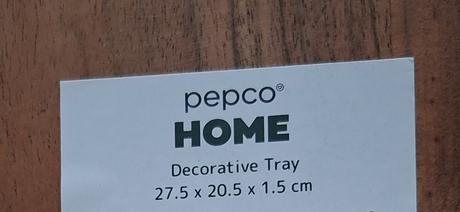 pepco
HOME
Decorative Tray
27.5 x 20.5 x 1.5 cm